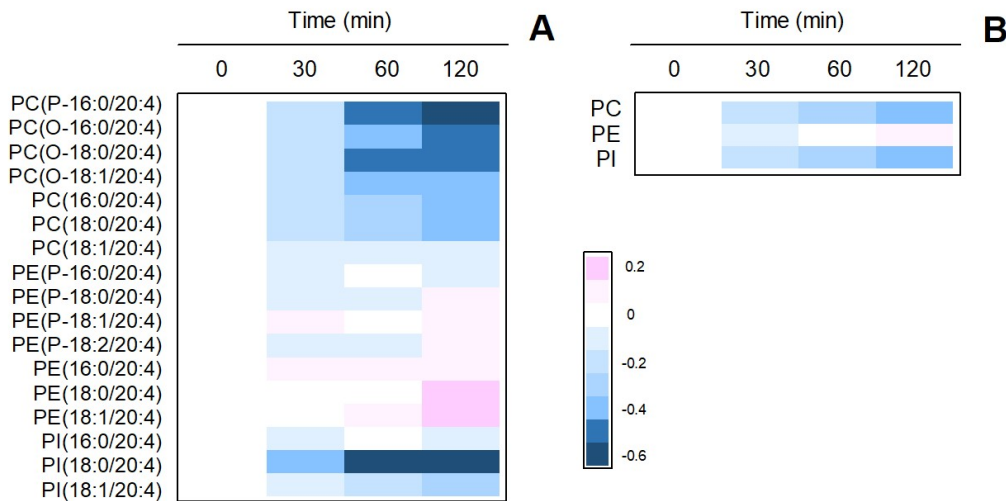 Time (min)
A
0 30 60 120
PC(P-16:0/20:4)
PC(O-16:0/20:4)
PC(O-18:0/20:4)
PC(O-18:1/20:4)
PC(16:0/20:4)
PC(18:0/20:4)
PC(18:1/20:4)
PE(P-16:0/20:4)
PE(P-18:0/20:4)
PE(P-18:1/20:4)
PE(P-18:2/20:4)
PE(16:0/20:4)
PE(18:0/20:4)
PE(18:1/20:4)
PI(16:0/20:4)
PI(18:0/20:4)
PI(18:1/20:4)
Time (min)
B
0 30 60 120
PC
PE
PI
0.2
0
-0.2
-0.4
-0.6